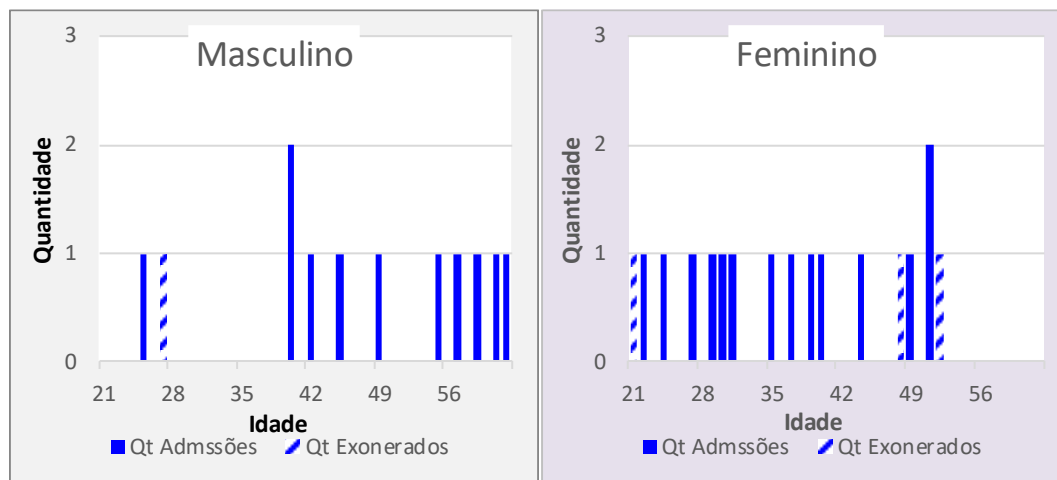 Masculino
3
2
1
0
Quantidade
21 28 35 42 49 56
Idade
Qt Admssões Qt Exonerados
Feminino
3
2
1
0
Quantidade
21 28 35 42 49 56
Idade
Qt Admssões Qt Exonerados